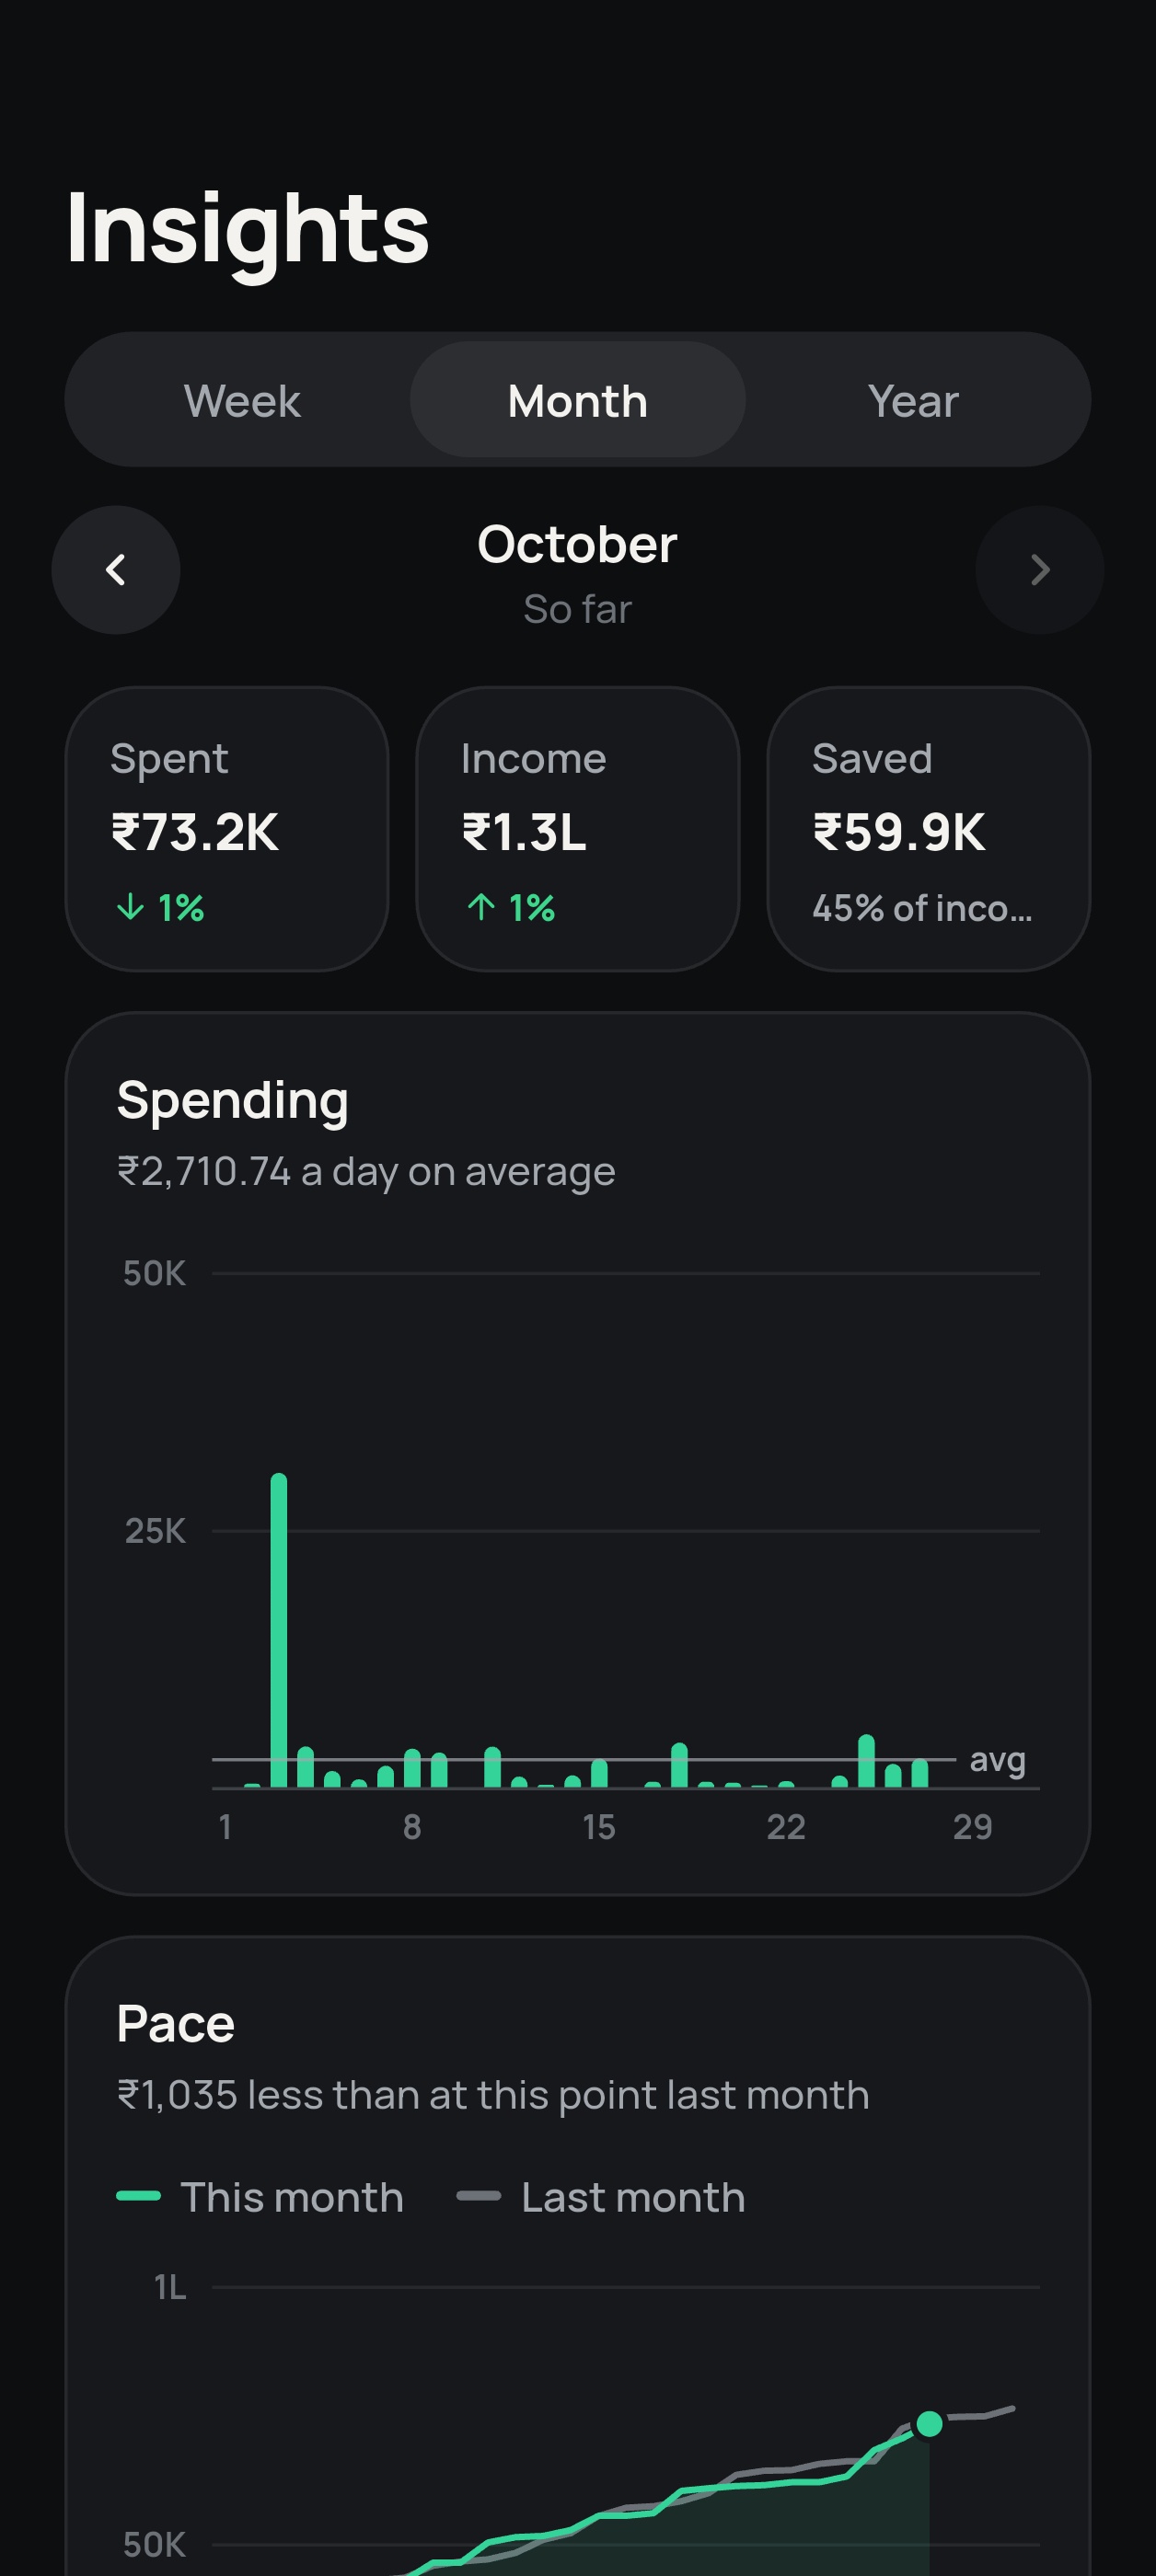 Insights
Week Month Year
October
So far
Spent Income Saved
₹73.2K ₹1.3L ₹59.9K
↓ 1% ↑ 1% 45% of inco...
Spending
₹2,710.74 a day on average
50K
25K
avg
1 8 15 22 29
Pace
₹1,035 less than at this point last month
This month Last month
1L
50K